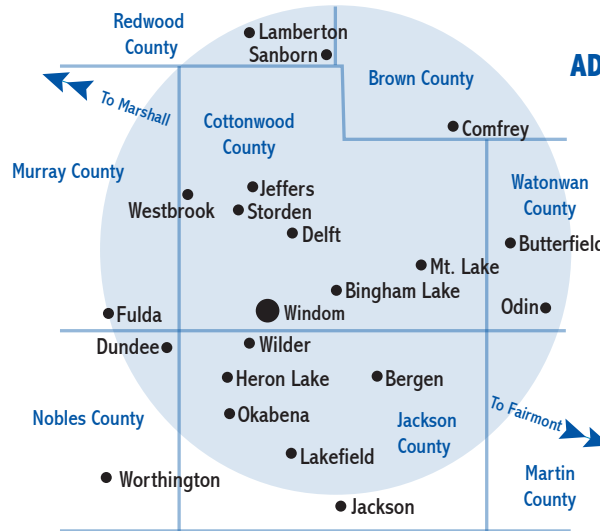 Redwood
County
Lamberton
Sanborn
AD
Brown County
To Marshall
Cottonwood
County
Comfrey
Murray County
Jeffers
Watonwan
County
Westbrook
Storden
Delft
Butterfield
Mt. Lake
Bingham Lake
Fulda
Windom
Odin
Dundee
Wilder
Heron Lake
Bergen
Nobles County
Okabena
Jackson
County
To Fairmont
Lakefield
Worthington
Martin
County
Jackson